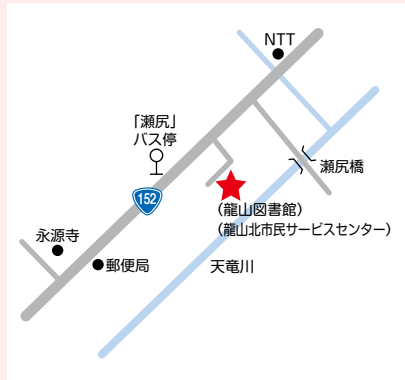 NTT
「瀬尻」
バス停
瀬尻橋
152
(龍山図書館)
(龍山北市民サービスセンター)
永源寺
郵便局
天竜川